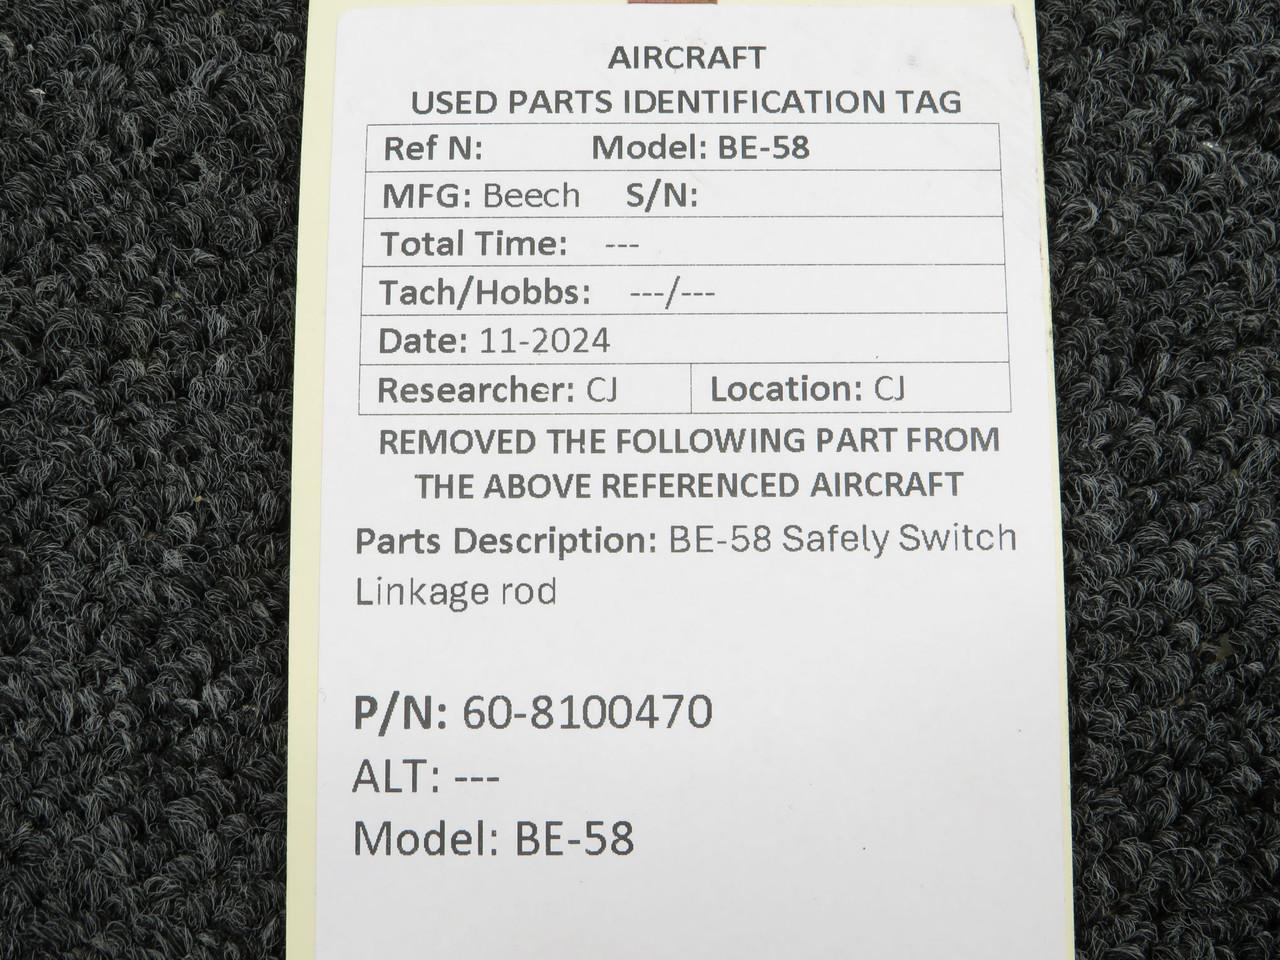 AIRCRAFT
USED PARTS IDENTIFICATION TAG
Ref N: Model: BE-58
MFG: Beech S/N:
Total Time: ---
Tach/Hobbs: ---/---
Date: 11-2024
Researcher: CJ Location: CJ
REMOVED THE FOLLOWING PART FROM
THE ABOVE REFERENCED AIRCRAFT
Parts Description: BE-58 Safely Switch
Linkage rod
P/N: 60-8100470
ALT: ---
Model: BE-58